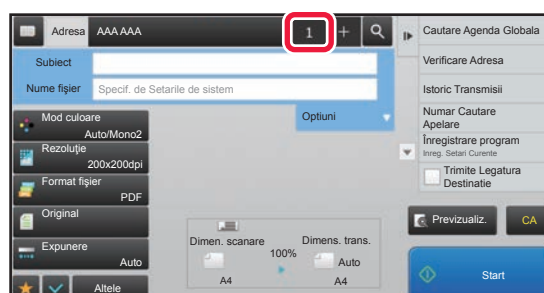 Adresa AAA AAA 1 +
Subiect
Nume fişier Specif. de Setarile de sistem
Optiuni
Mod culoare
Auto/Mono2
Rezoluţie
200x200dpi
Format fişier
PDF
Original
Expunere
Auto
Altele
Dimen. scanare
A4
100%
Dimens. trans.
Auto
A4
Cautare Agenda Globala
Verificare Adresa
Istoric Transmisii
Numar Cautare
Apelare
Înregistrare program
Inreg. Setari Curente
Trimite Legatura
Destinatie
Previzualiz.
CA
Start